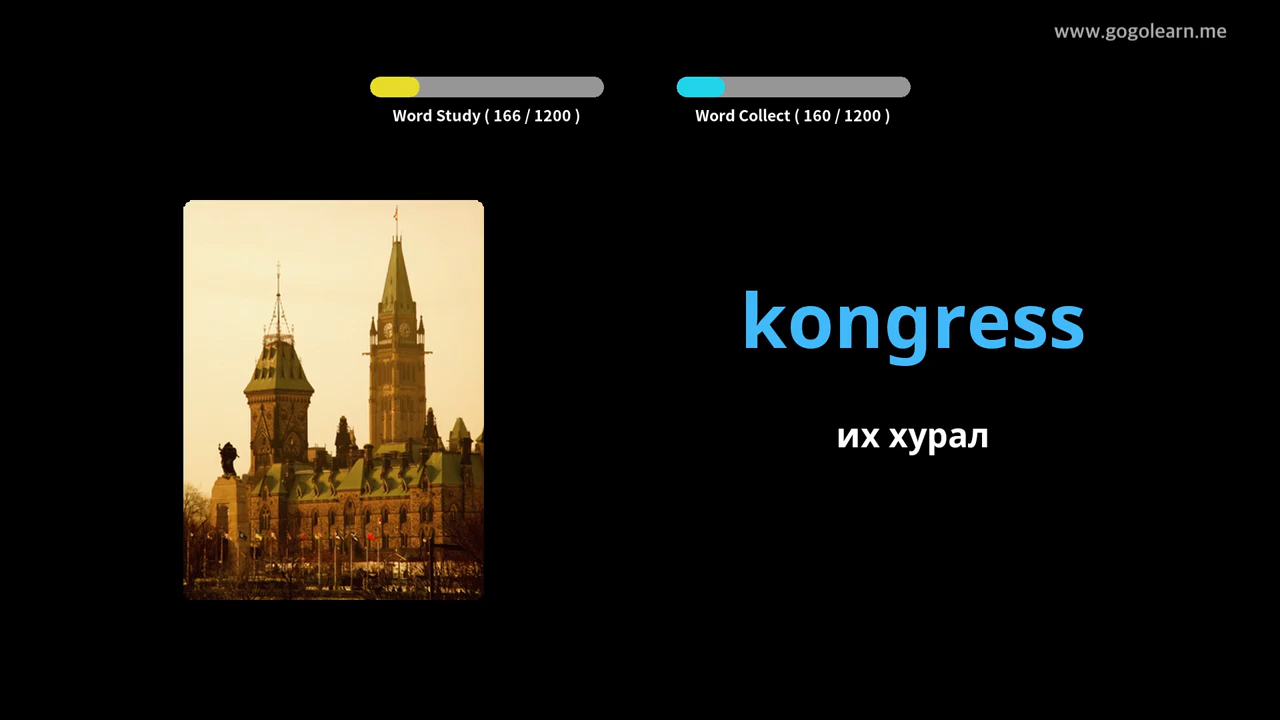 www.gogolearn.me
Word Study ( 166 / 1200 )
Word Collect ( 160 / 1200 )
kongress
их хурал